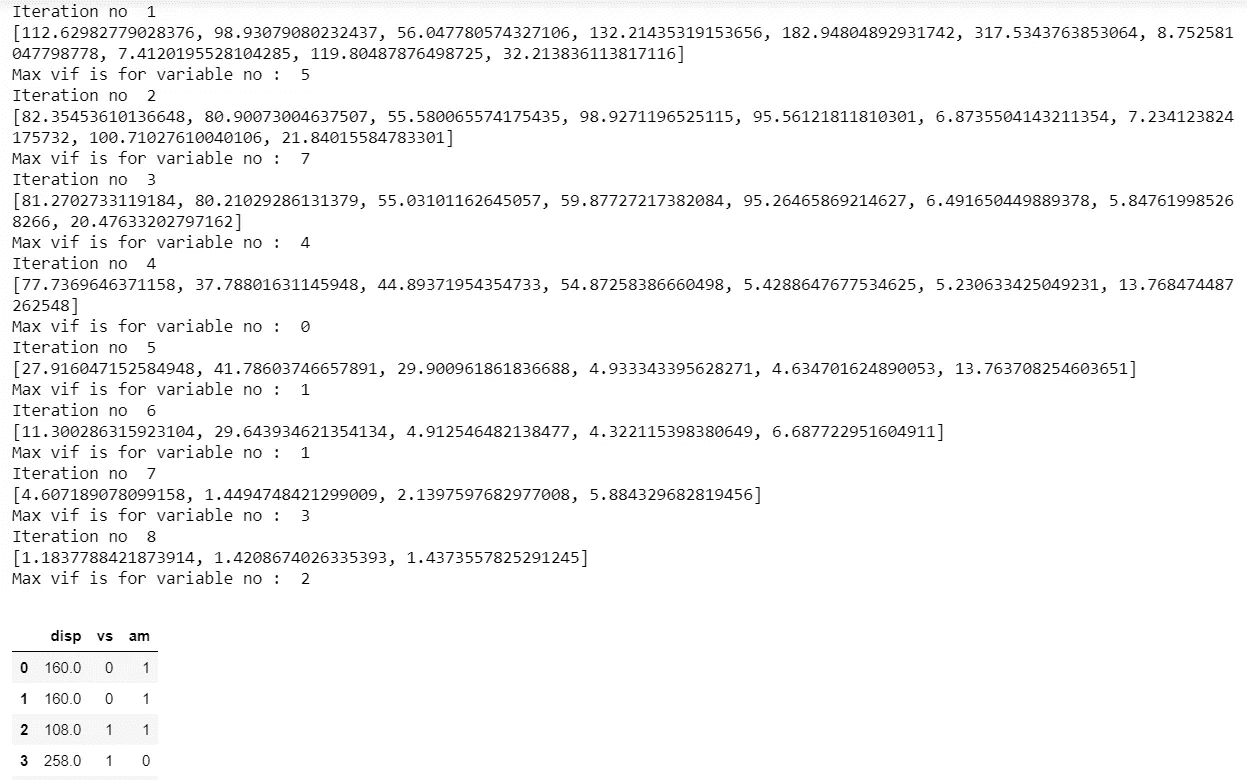 Iteration no  1
[112.62982779028376, 98.93079080232437, 56.047780574327106, 132.21435319153656, 182.94804892931742, 317.5343763853064, 8.752581
047798778, 7.4120195528104285, 119.80487876498725, 32.213836113817116]
Max vif is for variable no :  5
Iteration no  2
[82.35453610136648, 80.90073004637507, 55.580065574175435, 98.9271196525115, 95.56121811810301, 6.8735504143211354, 7.234123824
175732, 100.71027610040106, 21.84015584783301]
Max vif is for variable no :  7
Iteration no  3
[81.2702733119184, 80.21029286131379, 55.03101162645057, 59.87727217382084, 95.26465869214627, 6.491650449889378, 5.84761998526
8266, 20.47633202797162]
Max vif is for variable no :  4
Iteration no  4
[77.7369646371158, 37.78801631145948, 44.89371954354733, 54.87258386660498, 5.4288647677534625, 5.230633425049231, 13.768474487
262548]
Max vif is for variable no :  0
Iteration no  5
[27.916047152584948, 41.78603746657891, 29.900961861836688, 4.933343395628271, 4.634701624890053, 13.763708254603651]
Max vif is for variable no :  1
Iteration no  6
[11.300286315923104, 29.643934621354134, 4.912546482138477, 4.322115398380649, 6.687722951604911]
Max vif is for variable no :  1
Iteration no  7
[4.607189078099158, 1.4494748421299009, 2.1397597682977008, 5.884329682819456]
Max vif is for variable no :  3
Iteration no  8
[1.1837788421873914, 1.4208674026335393, 1.4373557825291245]
Max vif is for variable no :  2
disp vs am
0 160.0 0 1
1 160.0 0 1
2 108.0 1 1
3 258.0 1 0